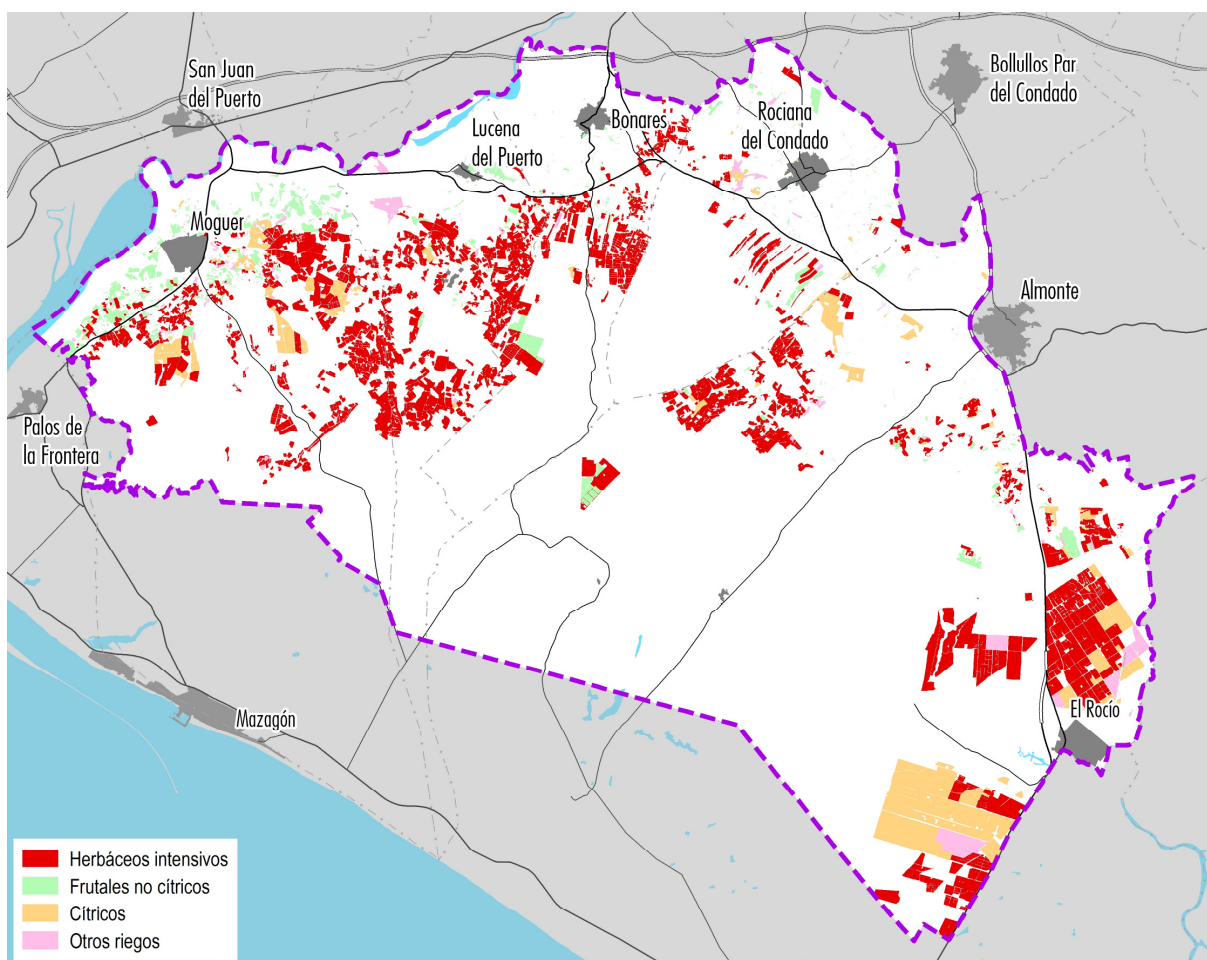 San Juan
del Puerto
Bollullos Par
del Condado
Bonares
Rociana
del Condado
Lucena
del Puerto
Moguer
Almonte
Palos de
la Frontera
El Rocío
Mazagón
Herbáceos intensivos
Frutales no cítricos
Cítricos
Otros riegos